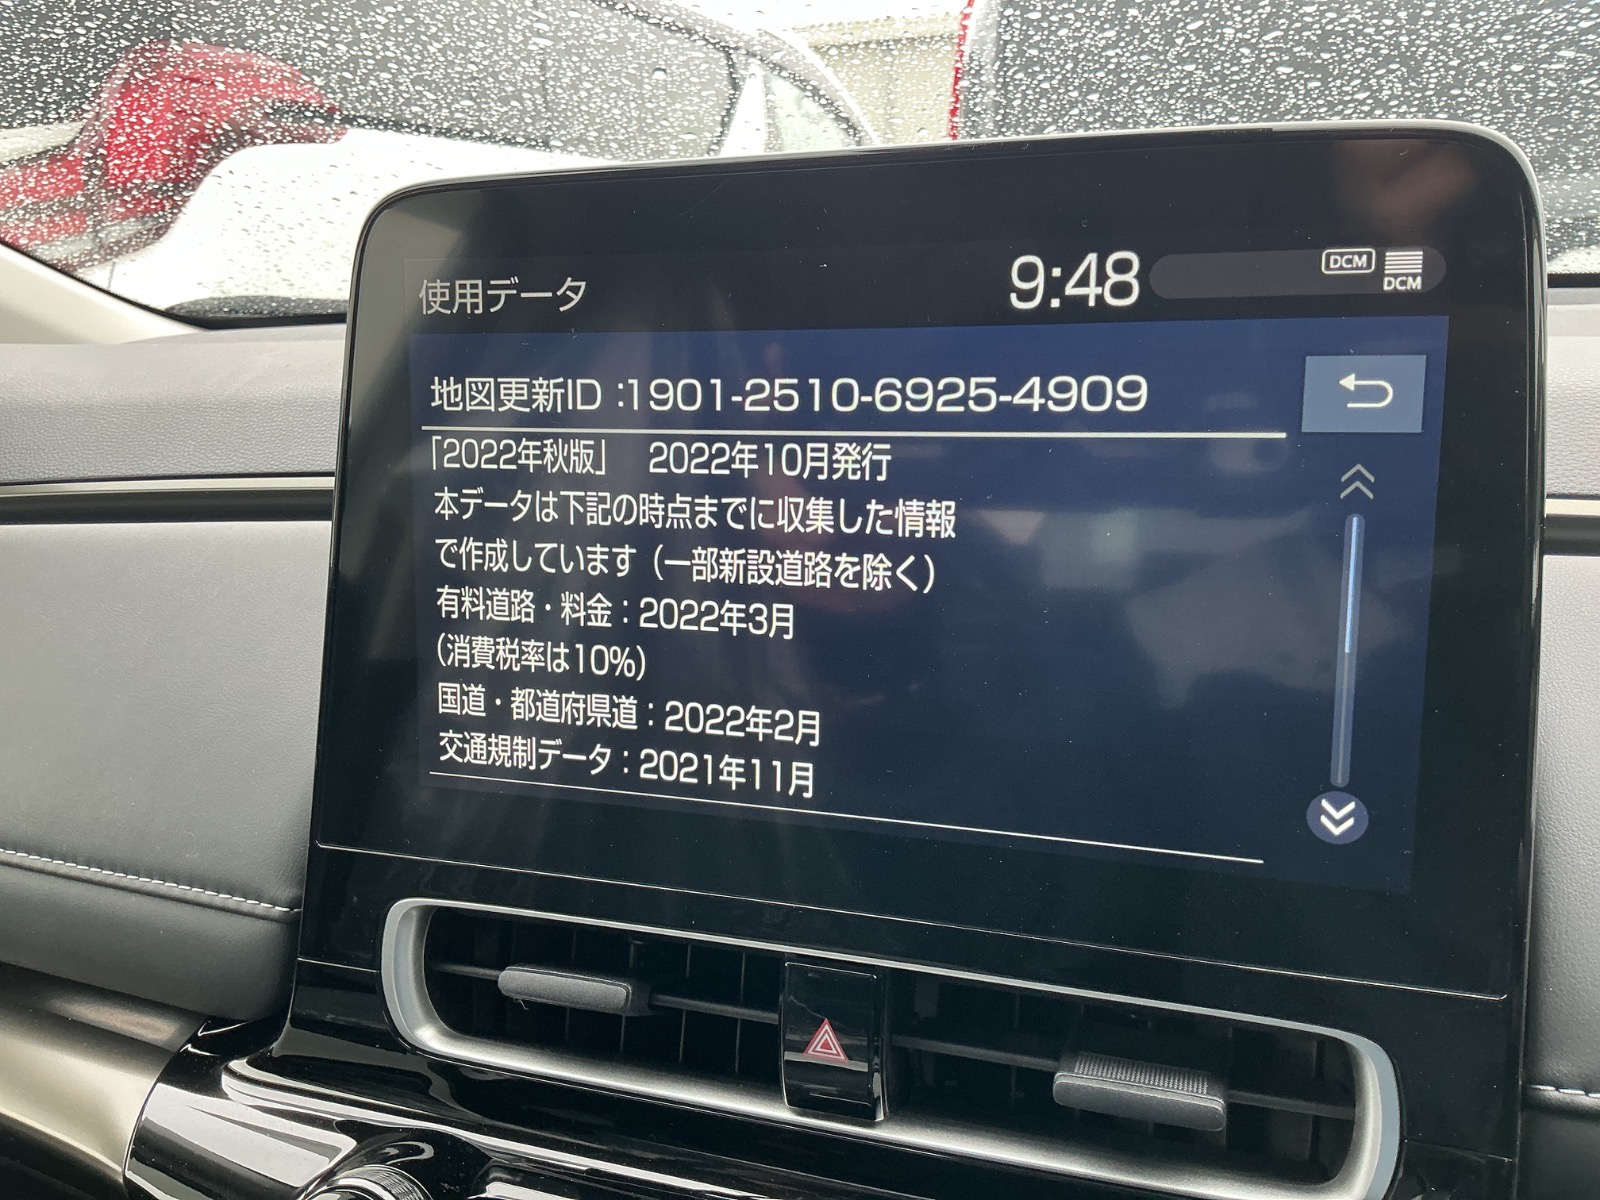 使用データ
9:48
DCM
DCM
地図更新ID :1901-2510-6925-4909
「2022年秋版」 2022年10月発行
本データは下記の時点までに収集した情報
で作成しています（一部新設道路を除く）
有料道路・料金：2022年3月
（消費税率は10%）
国道・都道府県道：2022年2月
交通規制データ：2021年11月